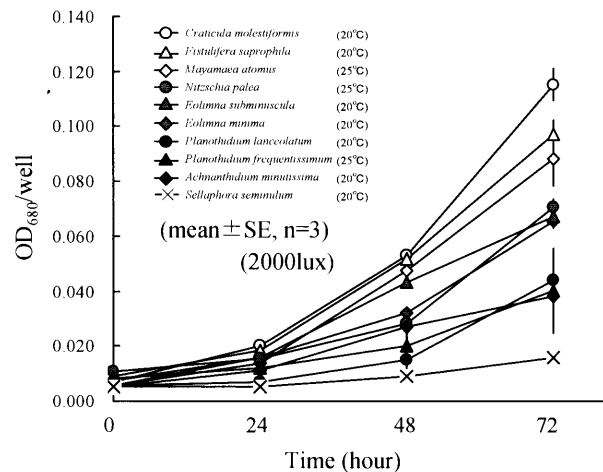 0.140
Craticula molestiformis (20°C)
Fistulifera saprophila (20°C)
Mayamaea atomus (25°C)
Nitzschia palea (25°C)
Eolimna subminuscula (20°C)
Eolimna minima (20°C)
Planothidium lanceolatum (20°C)
Planothidium frequentissimum (25°C)
Achnanthidium minutissima (20°C)
Sellaphora seminulum (20°C)
0.120
0.100
0.080
0.060
0.040
0.020
0.000
OD680/well
(mean±SE, n=3)
(2000lux)
0 24 48 72
Time (hour)